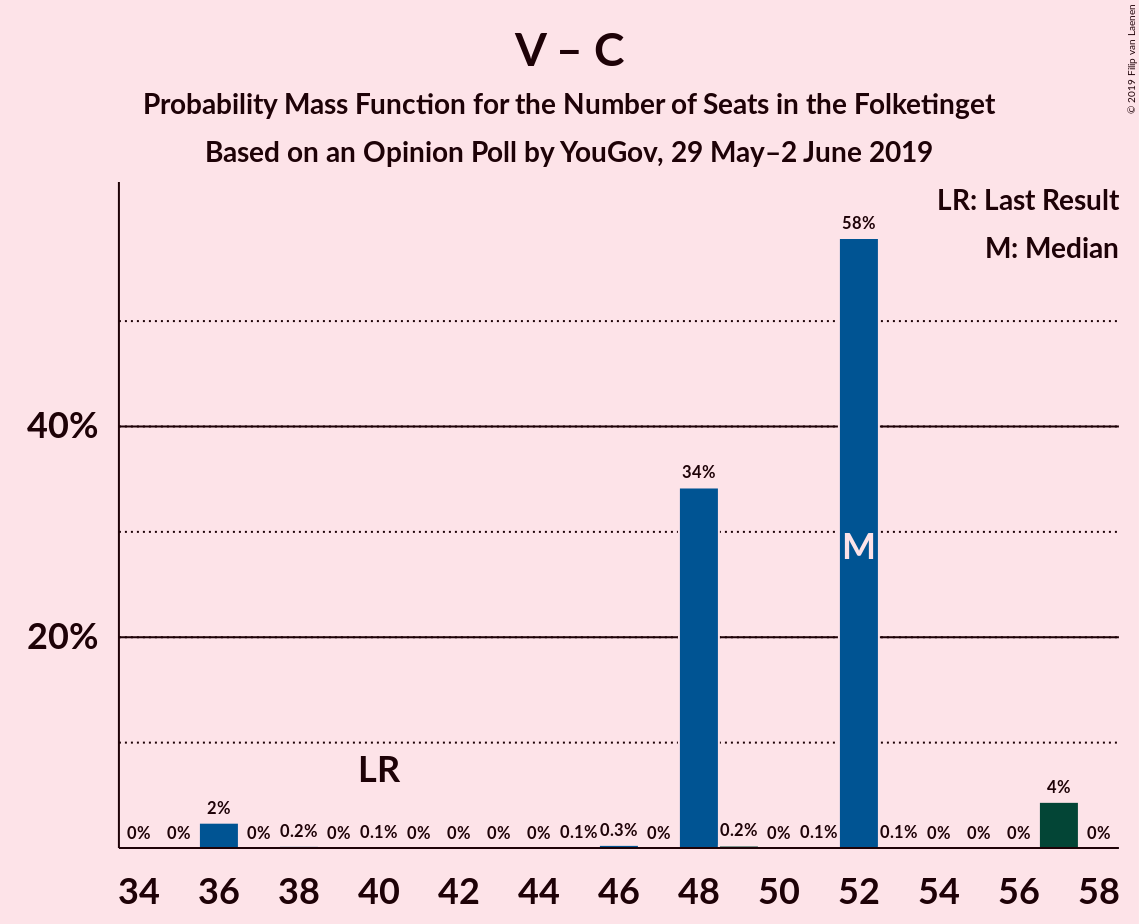 V – C
Probability Mass Function for the Number of Seats in the Folketinget
Based on an Opinion Poll by YouGov, 29 May–2 June 2019
© 2019 Filip van Laenen
LR: Last Result
M: Median
58%
40%
34%
M
20%
LR
0% 0% 2% 0% 0.2% 0% 0.1% 0% 0% 0% 0% 0.1% 0.3% 0% 0.2% 0% 0.1% 0.1% 0% 0% 0% 4% 0%
34 36 38 40 42 44 46 48 50 52 54 56 58